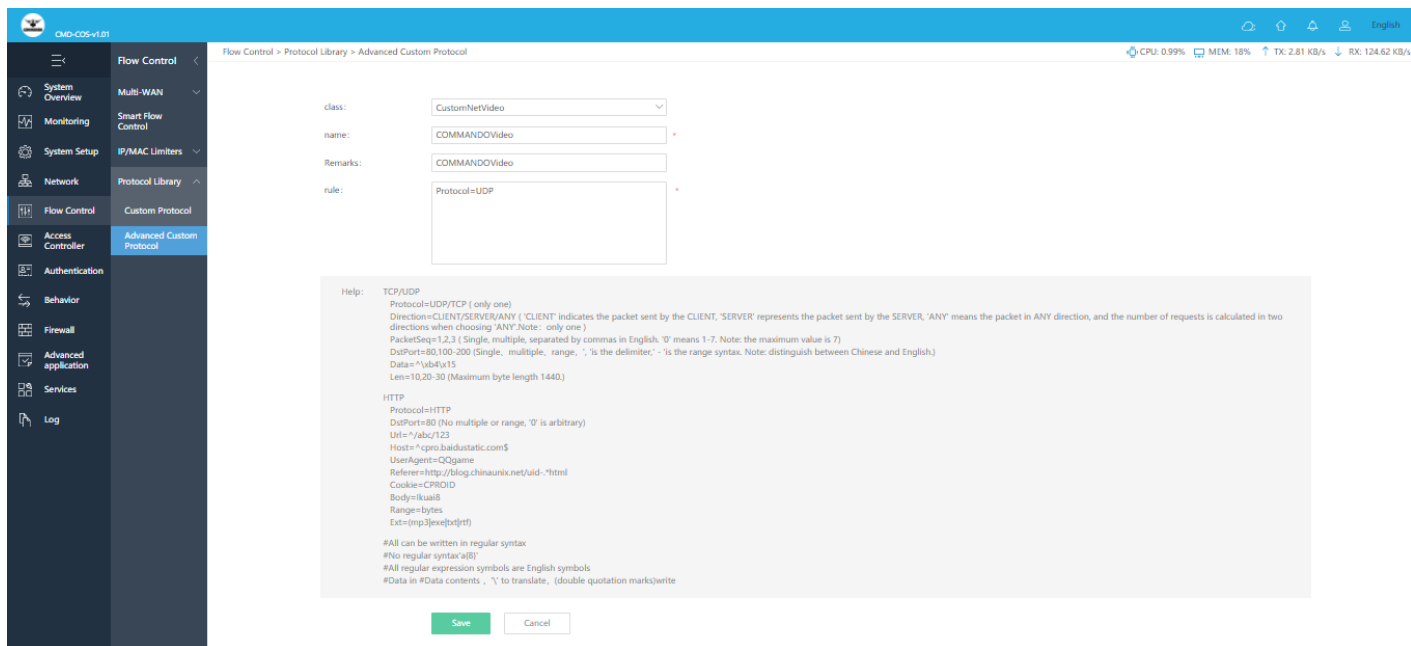 CMD-COS-v1.01
English
Flow Control
Flow Control > Protocol Library > Advanced Custom Protocol
CPU: 0.99% MEM: 18% TX: 2.81 KB/s RX: 124.62 KB/s
System Overview
Monitoring
System Setup
Network
Flow Control
Access Controller
Authentication
Behavior
Firewall
Advanced application
Services
Log
Multi-WAN
Smart Flow Control
IP/MAC Limiters
Protocol Library
Custom Protocol
Advanced Custom Protocol
class: CustomNetVideo
name: COMMANDOVideo *
Remarks: COMMANDOVideo
rule: Protocol=UDP *
Help: TCP/UDP
Protocol=UDP/TCP ( only one)
Direction=CLIENT/SERVER/ANY ( 'CLIENT' indicates the packet sent by the CLIENT, 'SERVER' represents the packet sent by the SERVER, 'ANY' means the packet in ANY direction, and the number of requests is calculated in two
directions when choosing 'ANY'.Note： only one )
PacketSeq=1,2,3 ( Single, multiple, separated by commas in English. '0' means 1-7. Note: the maximum value is 7)
DstPort=80,100-200 (Single、mulitiple、range、', 'is the delimiter,' - 'is the range syntax. Note: distinguish between Chinese and English.)
Data=^\xb4\x15
Len=10,20-30 (Maximum byte length 1440.)
HTTP
Protocol=HTTP
DstPort=80 (No multiple or range, '0' is arbitrary)
Url=^/abc/123
Host=^cpro.baidustatic.com$
UserAgent=QQgame
Referer=http://blog.chinaunix.net/uid-.*html
Cookie=CPROID
Body=Ikuai8
Range=bytes
Ext=(mp3|exe|txt|rtf)
#All can be written in regular syntax
#No regular syntax'a{8}'
#All regular expression symbols are English symbols
#Data in #Data contents ，'\' to translate，(double quotation marks)write
Save
Cancel